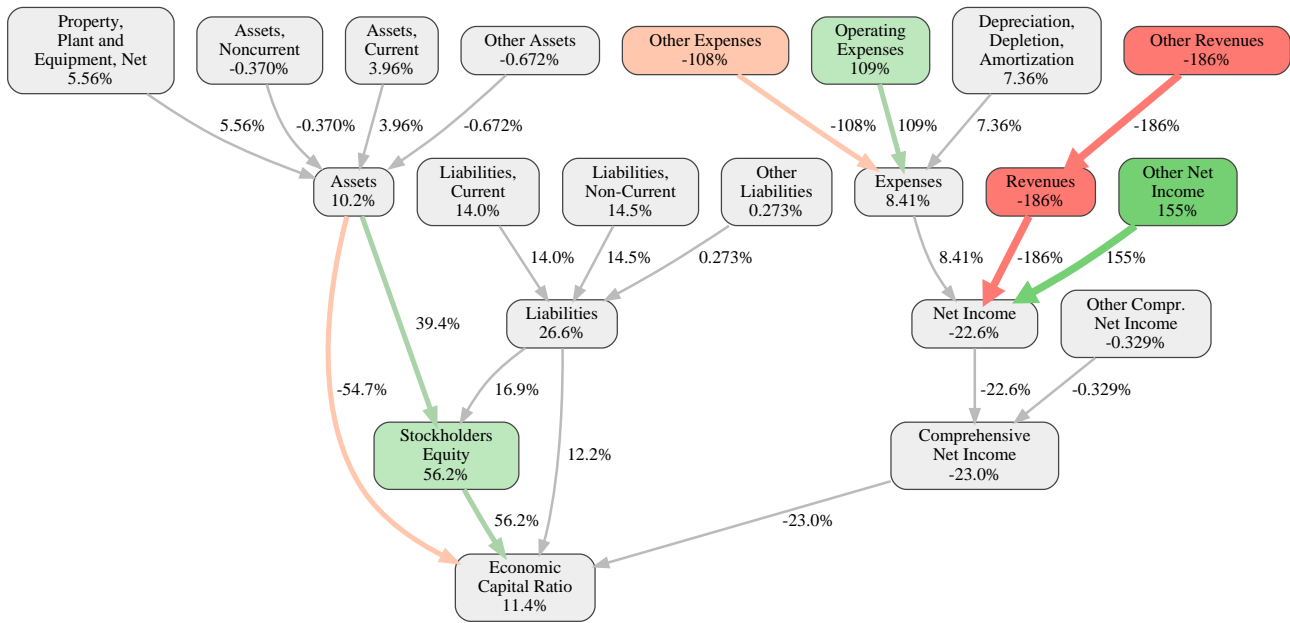 Property,
Plant and
Equipment, Net
5.56%
Assets,
Noncurrent
-0.370%
Assets,
Current
3.96%
Other Assets
-0.672%
Other Expenses
-108%
Operating
Expenses
109%
Depreciation,
Depletion,
Amortization
7.36%
Other Revenues
-186%
5.56%
-0.370%
3.96%
-0.672%
-108%
109%
7.36%
-186%
Assets
10.2%
Liabilities,
Current
14.0%
Liabilities,
Non-Current
14.5%
Other
Liabilities
0.273%
Expenses
8.41%
Revenues
-186%
Other Net
Income
155%
14.0%
14.5%
0.273%
8.41%
-186%
155%
39.4%
Liabilities
26.6%
Net Income
-22.6%
Other Compr.
Net Income
-0.329%
-54.7%
16.9%
-22.6%
-0.329%
Stockholders
Equity
56.2%
12.2%
Comprehensive
Net Income
-23.0%
56.2%
-23.0%
Economic
Capital Ratio
11.4%